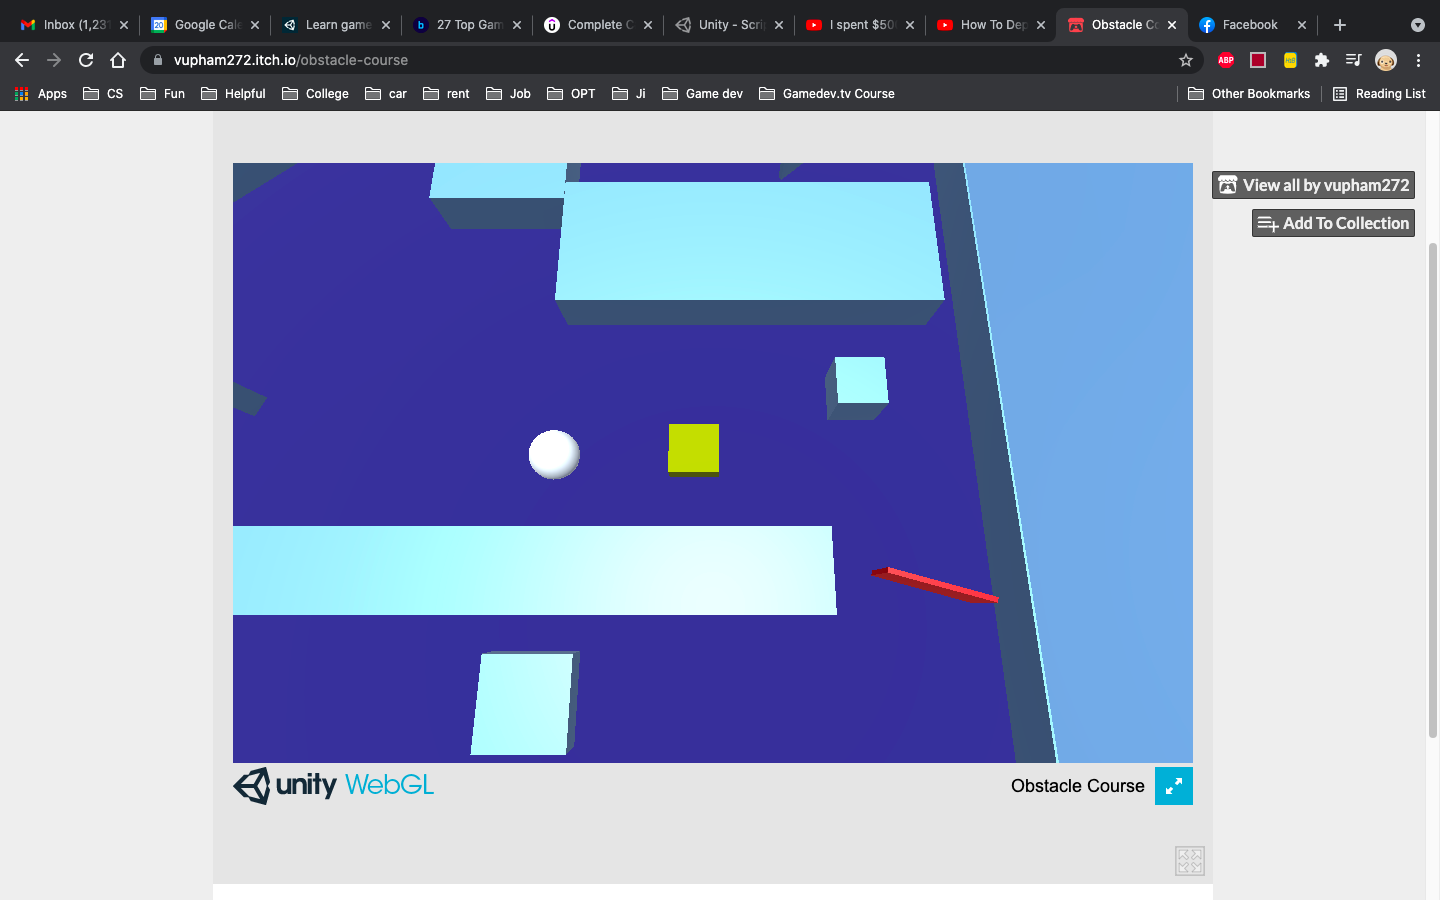 Inbox (1,231
Google Cale
Learn game
27 Top Gam
Complete C
Unity - Scri
I spent $50
How To Dep
Obstacle Co
Facebook
vupham272.itch.io/obstacle-course
ABP
Apps
CS
Fun
Helpful
College
car
rent
Job
OPT
Ji
Game dev
Gamedev.tv Course
Other Bookmarks
Reading List
View all by vupham272
Add To Collection
unity WebGL
Obstacle Course